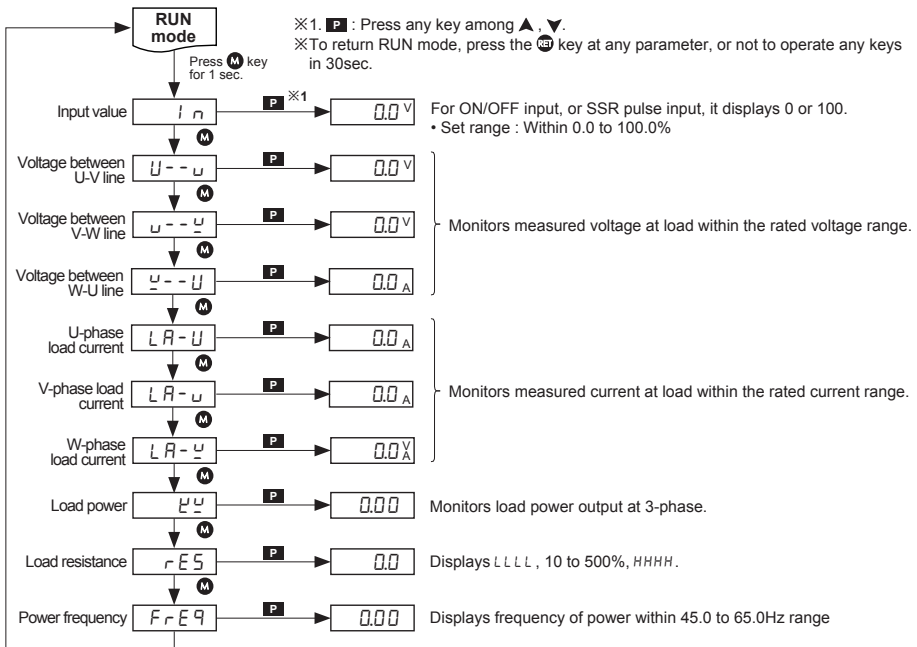 RUN
mode
※1. P : Press any key among ▲, ▼.
※To return RUN mode, press the RET key at any parameter, or not to operate any keys
in 30sec.
Press M key
for 1 sec.
Input value
In
P ※1
0.0 V
For ON/OFF input, or SSR pulse input, it displays 0 or 100.
• Set range : Within 0.0 to 100.0%
M
Voltage between
U-V line
U--v
P
0.0 V
M
Voltage between
V-W line
v--w
P
0.0 V
Monitors measured voltage at load within the rated voltage range.
M
Voltage between
W-U line
w--U
P
0.0 A
M
U-phase
load current
LA-U
P
0.0 A
M
V-phase load
current
LA-v
P
0.0 A
Monitors measured current at load within the rated current range.
M
W-phase
load current
LA-w
P
0.0 V A
M
Load power
kw
P
0.00
Monitors load power output at 3-phase.
M
Load resistance
rES
P
0.0
Displays LLLL, 10 to 500%, HHHH.
M
Power frequency
FrEq
P
0.00
Displays frequency of power within 45.0 to 65.0Hz range